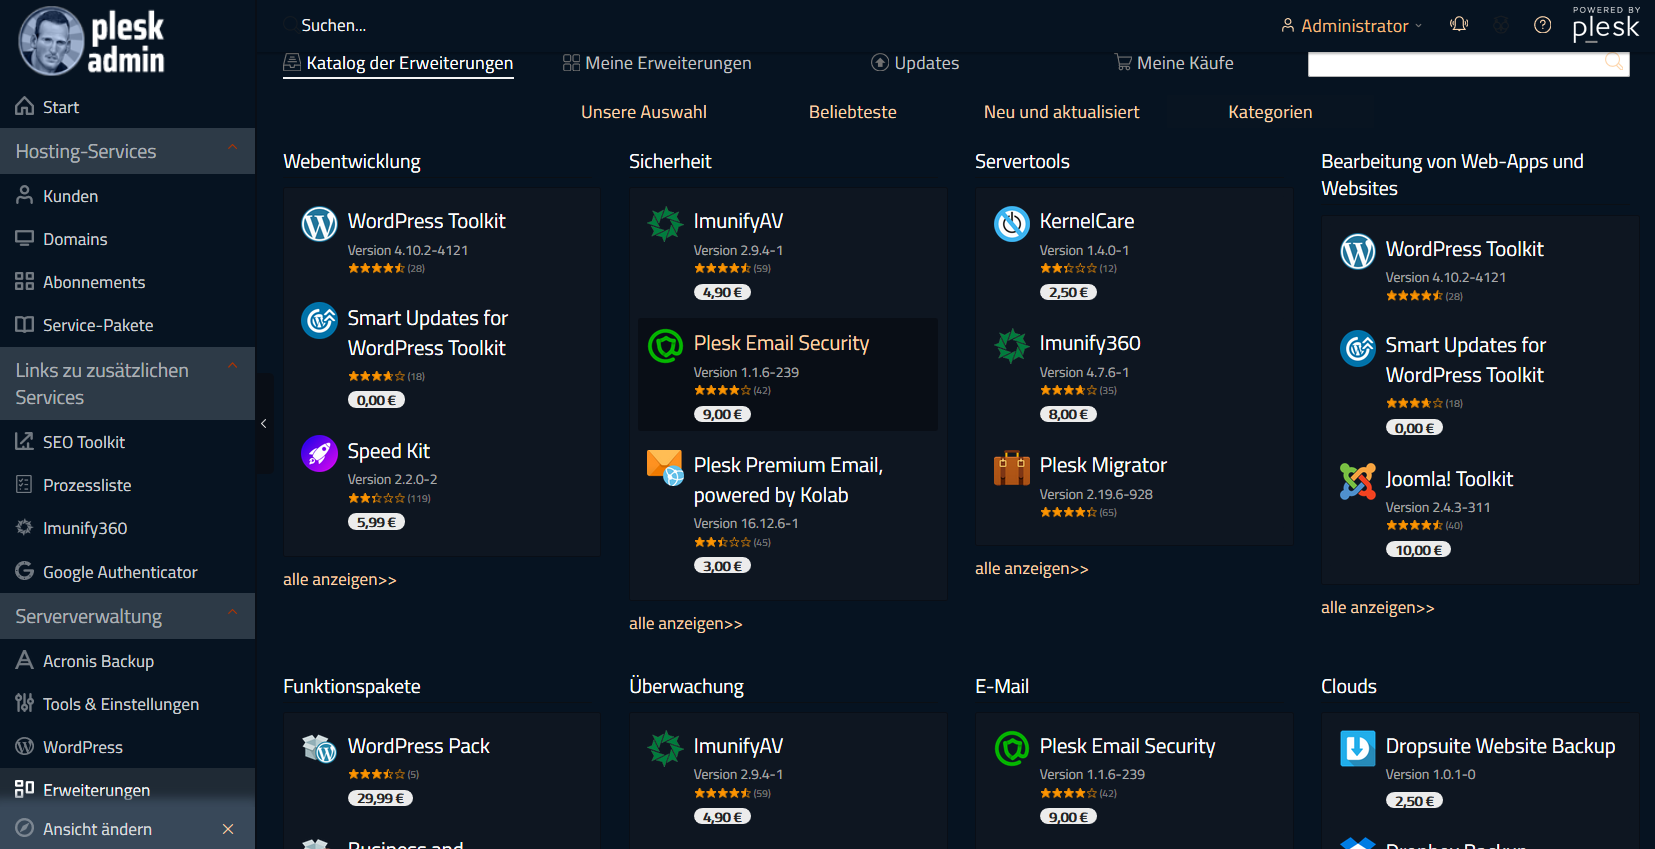 plesk
admin
Suchen...
Administrator
POWERED BY
plesk
Start
Hosting-Services
Kunden
Domains
Abonnements
Service-Pakete
Links zu zusätzlichen
Services
SEO Toolkit
Prozessliste
Imunify360
Google Authenticator
Serververwaltung
Acronis Backup
Tools & Einstellungen
WordPress
Erweiterungen
Ansicht ändern
Katalog der Erweiterungen
Meine Erweiterungen
Updates
Meine Käufe
Unsere Auswahl
Beliebteste
Neu und aktualisiert
Kategorien
Webentwicklung
WordPress Toolkit
Version 4.10.2-4121
(28)
Smart Updates for
WordPress Toolkit
(18)
0,00 €
Speed Kit
Version 2.2.0-2
(119)
5,99 €
alle anzeigen>>
Sicherheit
ImunifyAV
Version 2.9.4-1
(59)
4,90 €
Plesk Email Security
Version 1.1.6-239
(42)
9,00 €
Plesk Premium Email,
powered by Kolab
Version 16.12.6-1
(45)
3,00 €
alle anzeigen>>
Servertools
KernelCare
Version 1.4.0-1
(12)
2,50 €
Imunify360
Version 4.7.6-1
(35)
8,00 €
Plesk Migrator
Version 2.19.6-928
(65)
alle anzeigen>>
Bearbeitung von Web-Apps und
Websites
WordPress Toolkit
Version 4.10.2-4121
(28)
Smart Updates for
WordPress Toolkit
(18)
0,00 €
Joomla! Toolkit
Version 2.4.3-311
(40)
10,00 €
alle anzeigen>>
Funktionspakete
WordPress Pack
(5)
29,99 €
Business and
Überwachung
ImunifyAV
Version 2.9.4-1
(59)
4,90 €
E-Mail
Plesk Email Security
Version 1.1.6-239
(42)
9,00 €
Clouds
Dropsuite Website Backup
Version 1.0.1-0
2,50 €
Dropbox Backup